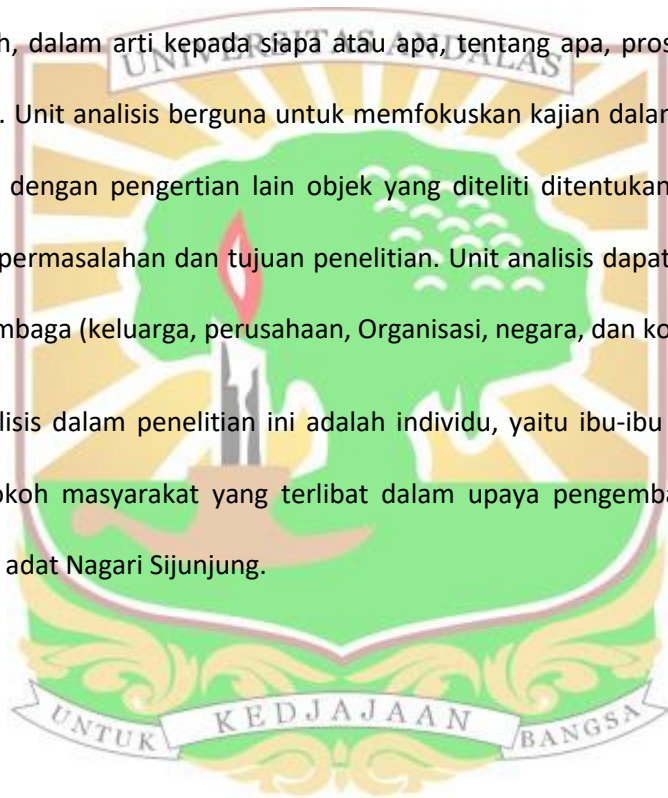 h, dalam arti kepada siapa atau apa, tentang apa, pros
UNIVERSITAS ANDALAS
. Unit analisis berguna untuk memfokuskan kajian dalan
dengan pengertian lain objek yang diteliti ditentukan
permasalahan dan tujuan penelitian. Unit analisis dapat
mbaga (keluarga, perusahaan, Organisasi, negara, dan ko
lisis dalam penelitian ini adalah individu, yaitu ibu-ibu
okoh masyarakat yang terlibat dalam upaya pengemba
adat Nagari Sijunjung.
UNTUK KEDJAJAAN BANGSA